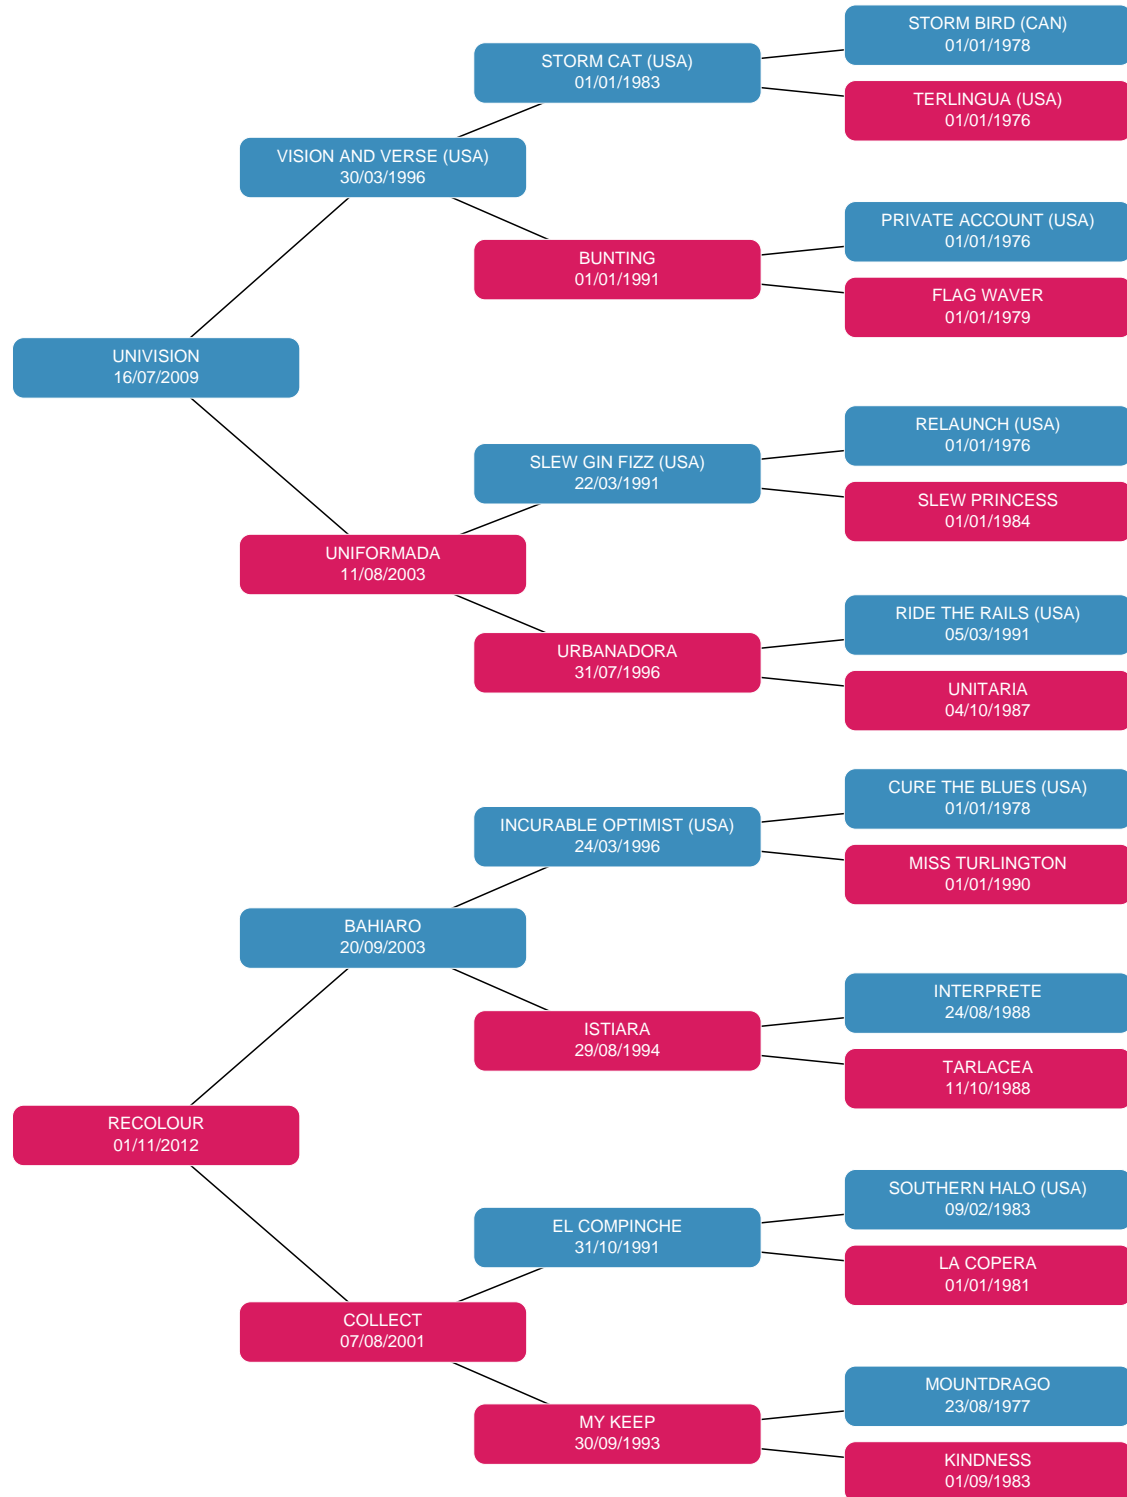 STORM BIRD (CAN)
01/01/1978
STORM CAT (USA)
01/01/1983
TERLINGUA (USA)
01/01/1976
VISION AND VERSE (USA)
30/03/1996
PRIVATE ACCOUNT (USA)
01/01/1976
BUNTING
01/01/1991
FLAG WAVER
01/01/1979
UNIVISION
16/07/2009
RELAUNCH (USA)
01/01/1976
SLEW GIN FIZZ (USA)
22/03/1991
SLEW PRINCESS
01/01/1984
UNIFORMADA
11/08/2003
RIDE THE RAILS (USA)
05/03/1991
URBANADORA
31/07/1996
UNITARIA
04/10/1987
CURE THE BLUES (USA)
01/01/1978
INCURABLE OPTIMIST (USA)
24/03/1996
MISS TURLINGTON
01/01/1990
BAHIARO
20/09/2003
INTERPRETE
24/08/1988
ISTIARA
29/08/1994
TARLACEA
11/10/1988
RECOLOUR
01/11/2012
SOUTHERN HALO (USA)
09/02/1983
EL COMPINCHE
31/10/1991
LA COPERA
01/01/1981
COLLECT
07/08/2001
MOUNTDRAGO
23/08/1977
MY KEEP
30/09/1993
KINDNESS
01/09/1983